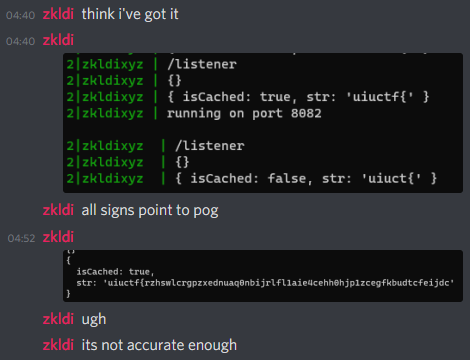 04:40 zkldi think i've got it
04:40 zkldi
2|zkldixyz | /listener
2|zkldixyz | {}
2|zkldixyz | { isCached: true, str: 'uiuctf{' }
2|zkldixyz | running on port 8082
2|zkldixyz | /listener
2|zkldixyz | {}
2|zkldixyz | { isCached: false, str: 'uiuct{' }
zkldi all signs point to pog
04:52 zkldi
{}
{
isCached: true,
str: 'uiuctf{rzhswlcrgpzxednuaq0nbijrlfl1aie4cehh0hjp1zcegfkbudtcfeijdc'
}
zkldi ugh
zkldi its not accurate enough